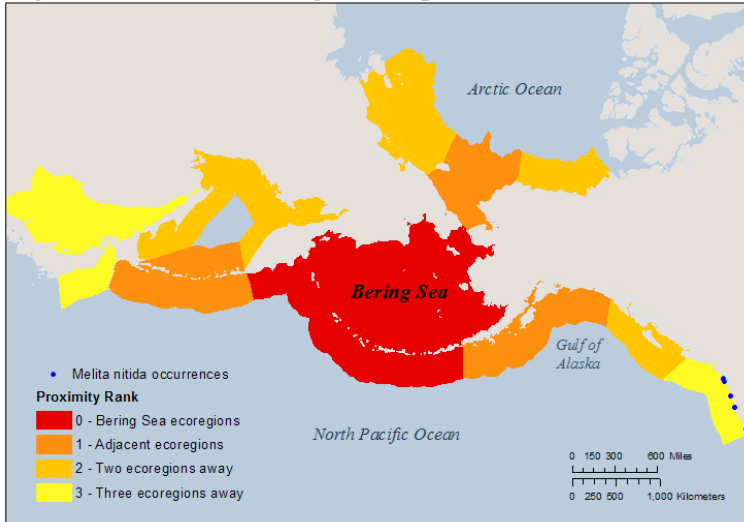 Arctic Ocean
Bering Sea
Gulf of
Alaska
North Pacific Ocean
Melita nitida occurrences
Proximity Rank
0 - Bering Sea ecoregions
1 - Adjacent ecoregions
2 - Two ecoregions away
3 - Three ecoregions away
0 150 300 600 Miles
0 250 500 1,000 Kilometers